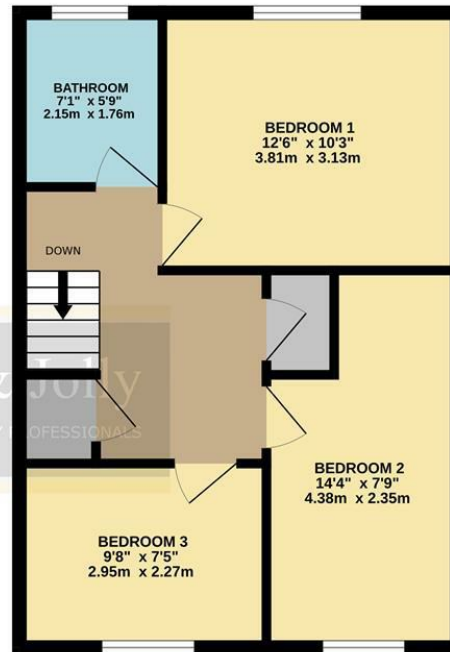 BATHROOM
7'1" x 5'9"
2.15m x 1.76m
BEDROOM 1
12'6" x 10'3"
3.81m x 3.13m
DOWN
& Jolly
PROFESSIONALS
BEDROOM 2
14'4" x 7'9"
4.38m x 2.35m
BEDROOM 3
9'8" x 7'5"
2.95m x 2.27m